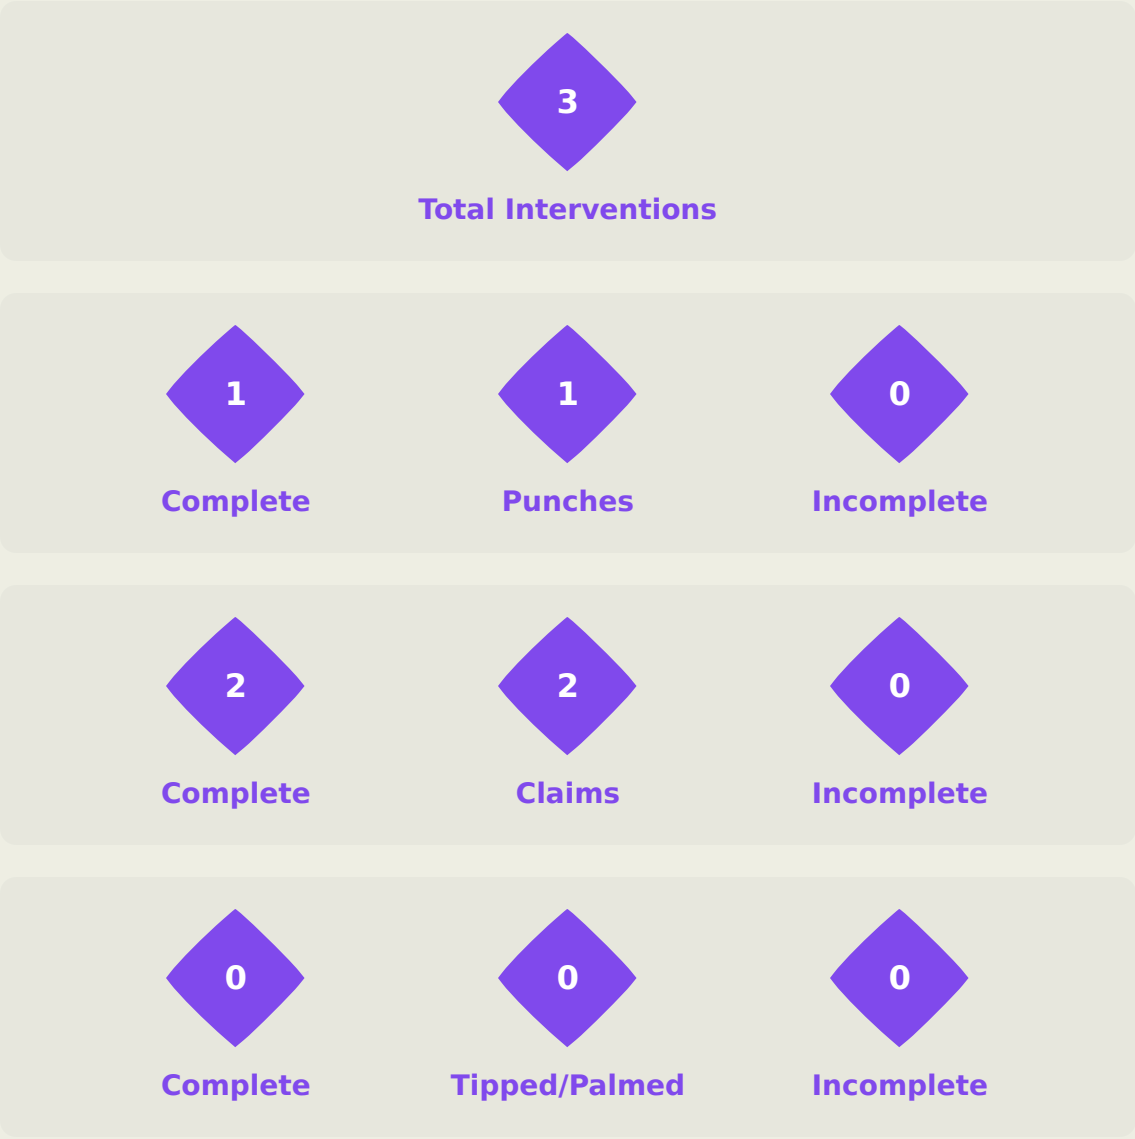 3
Total Interventions
1 1 0
Complete Punches Incomplete
2 2 0
Complete Claims Incomplete
0 0 0
Complete Tipped/Palmed Incomplete